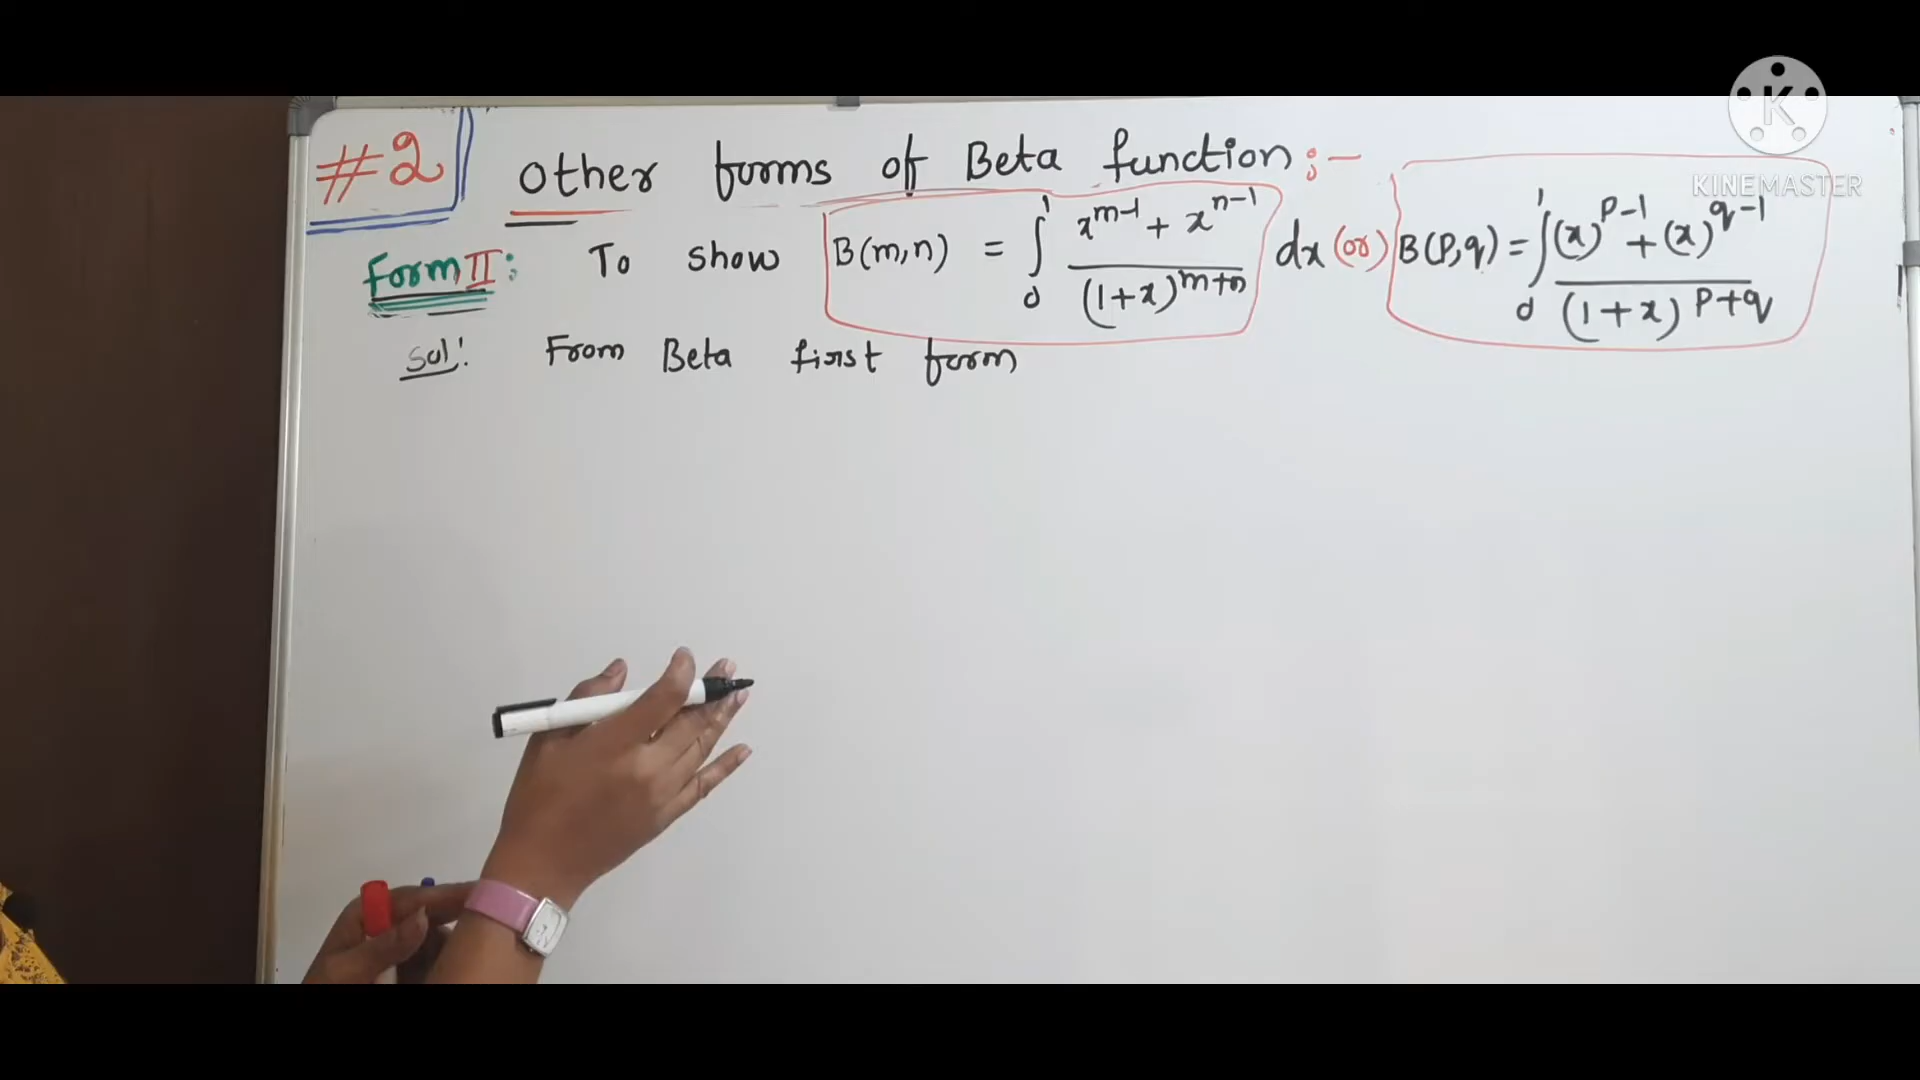 #2 Other forms of Beta function :-
K
KINEMASTER
Form II : To show B(m,n) = ∫₀¹ (x^{m-1} + x^{n-1}) / (1+x)^{m+n} dx (or) B(P,q) = ∫₀¹ ((x)^{P-1} + (x)^{q-1}) / (1+x)^{P+q}
Sol: From Beta first form